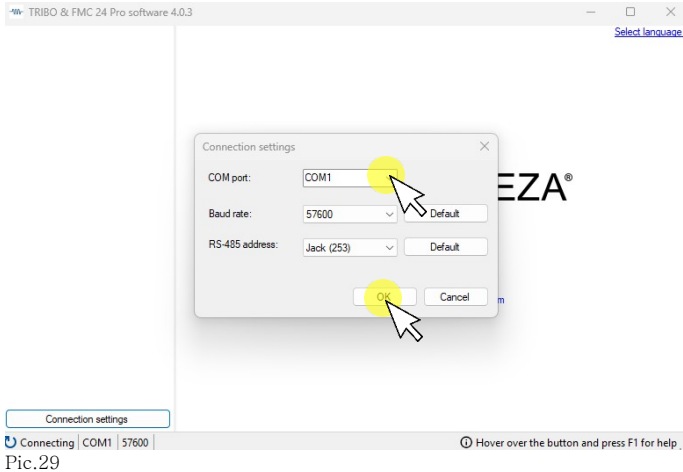 TRIBO & FMC 24 Pro software 4.0.3
Select language
Connection settings
COM port: COM1
EZA®
Baud rate: 57600 Default
RS-485 address: Jack (253) Default
OK Cancel
m
Connection settings
Connecting COM1 57600 Hover over the button and press F1 for help
Pic.29